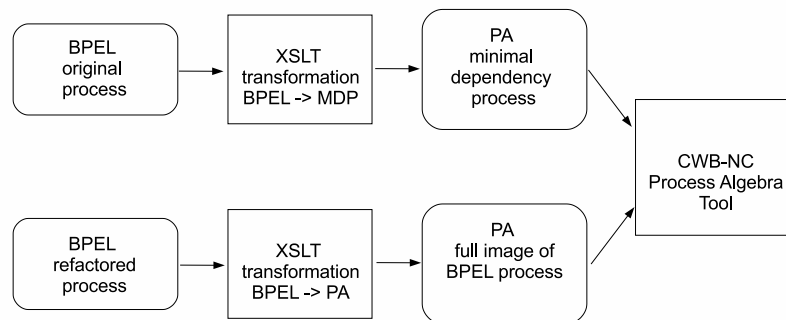 BPEL
original
process
XSLT
transformation
BPEL -> MDP
PA
minimal
dependency
process
CWB-NC
Process Algebra
Tool
BPEL
refactored
process
XSLT
transformation
BPEL -> PA
PA
full image of
BPEL process